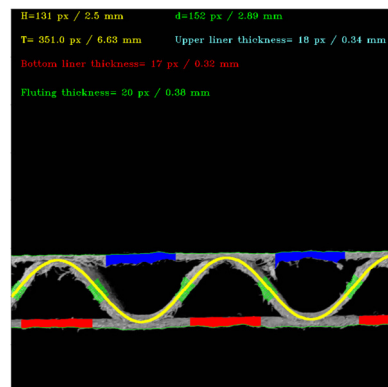 H=131 px / 2.5 mm
d=152 px / 2.89 mm
T= 351.0 px / 6.63 mm
Upper liner thickness= 18 px / 0.34 mm
Bottom liner thickness= 17 px / 0.32 mm
Fluting thickness= 20 px / 0.38 mm